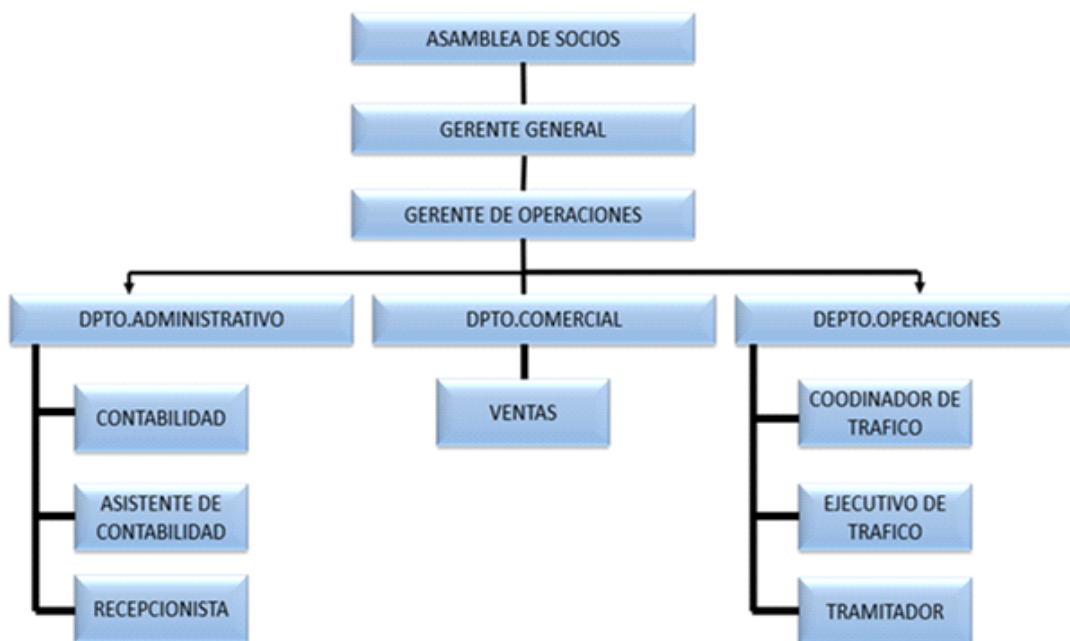 ASAMBLEA DE SOCIOS
GERENTE GENERAL
GERENTE DE OPERACIONES
DPTO.ADMINISTRATIVO
DPTO.COMERCIAL
DEPTO.OPERACIONES
CONTABILIDAD
ASISTENTE DE
CONTABILIDAD
RECEPCIONISTA
VENTAS
COODINADOR DE
TRAFICO
EJECUTIVO DE
TRAFICO
TRAMITADOR